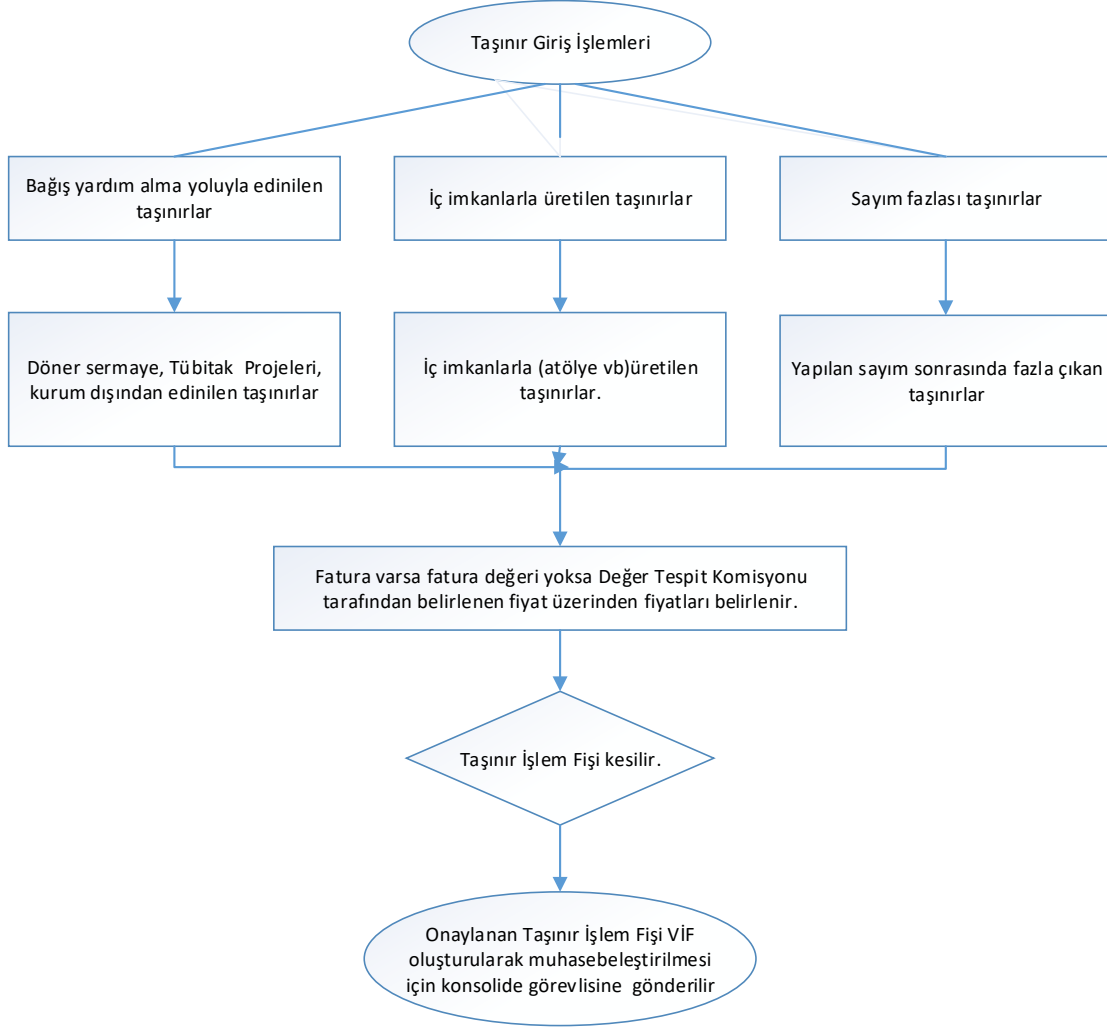 Taşınır Giriş İşlemleri
Bağış yardım alma yoluyla edinilen
taşınırlar
İç imkanlarla üretilen taşınırlar
Sayım fazlası taşınırlar
Döner sermaye, Tübitak Projeleri,
kurum dışından edinilen taşınırlar
İç imkanlarla (atölye vb)üretilen
taşınırlar.
Yapılan sayım sonrasında fazla çıkan
taşınırlar
Fatura varsa fatura değeri yoksa Değer Tespit Komisyonu
tarafından belirlenen fiyat üzerinden fiyatları belirlenir.
Taşınır İşlem Fişi kesilir.
Onaylanan Taşınır İşlem Fişi VİF
oluşturularak muhasebeleştirilmesi
için konsolide görevlisine gönderilir